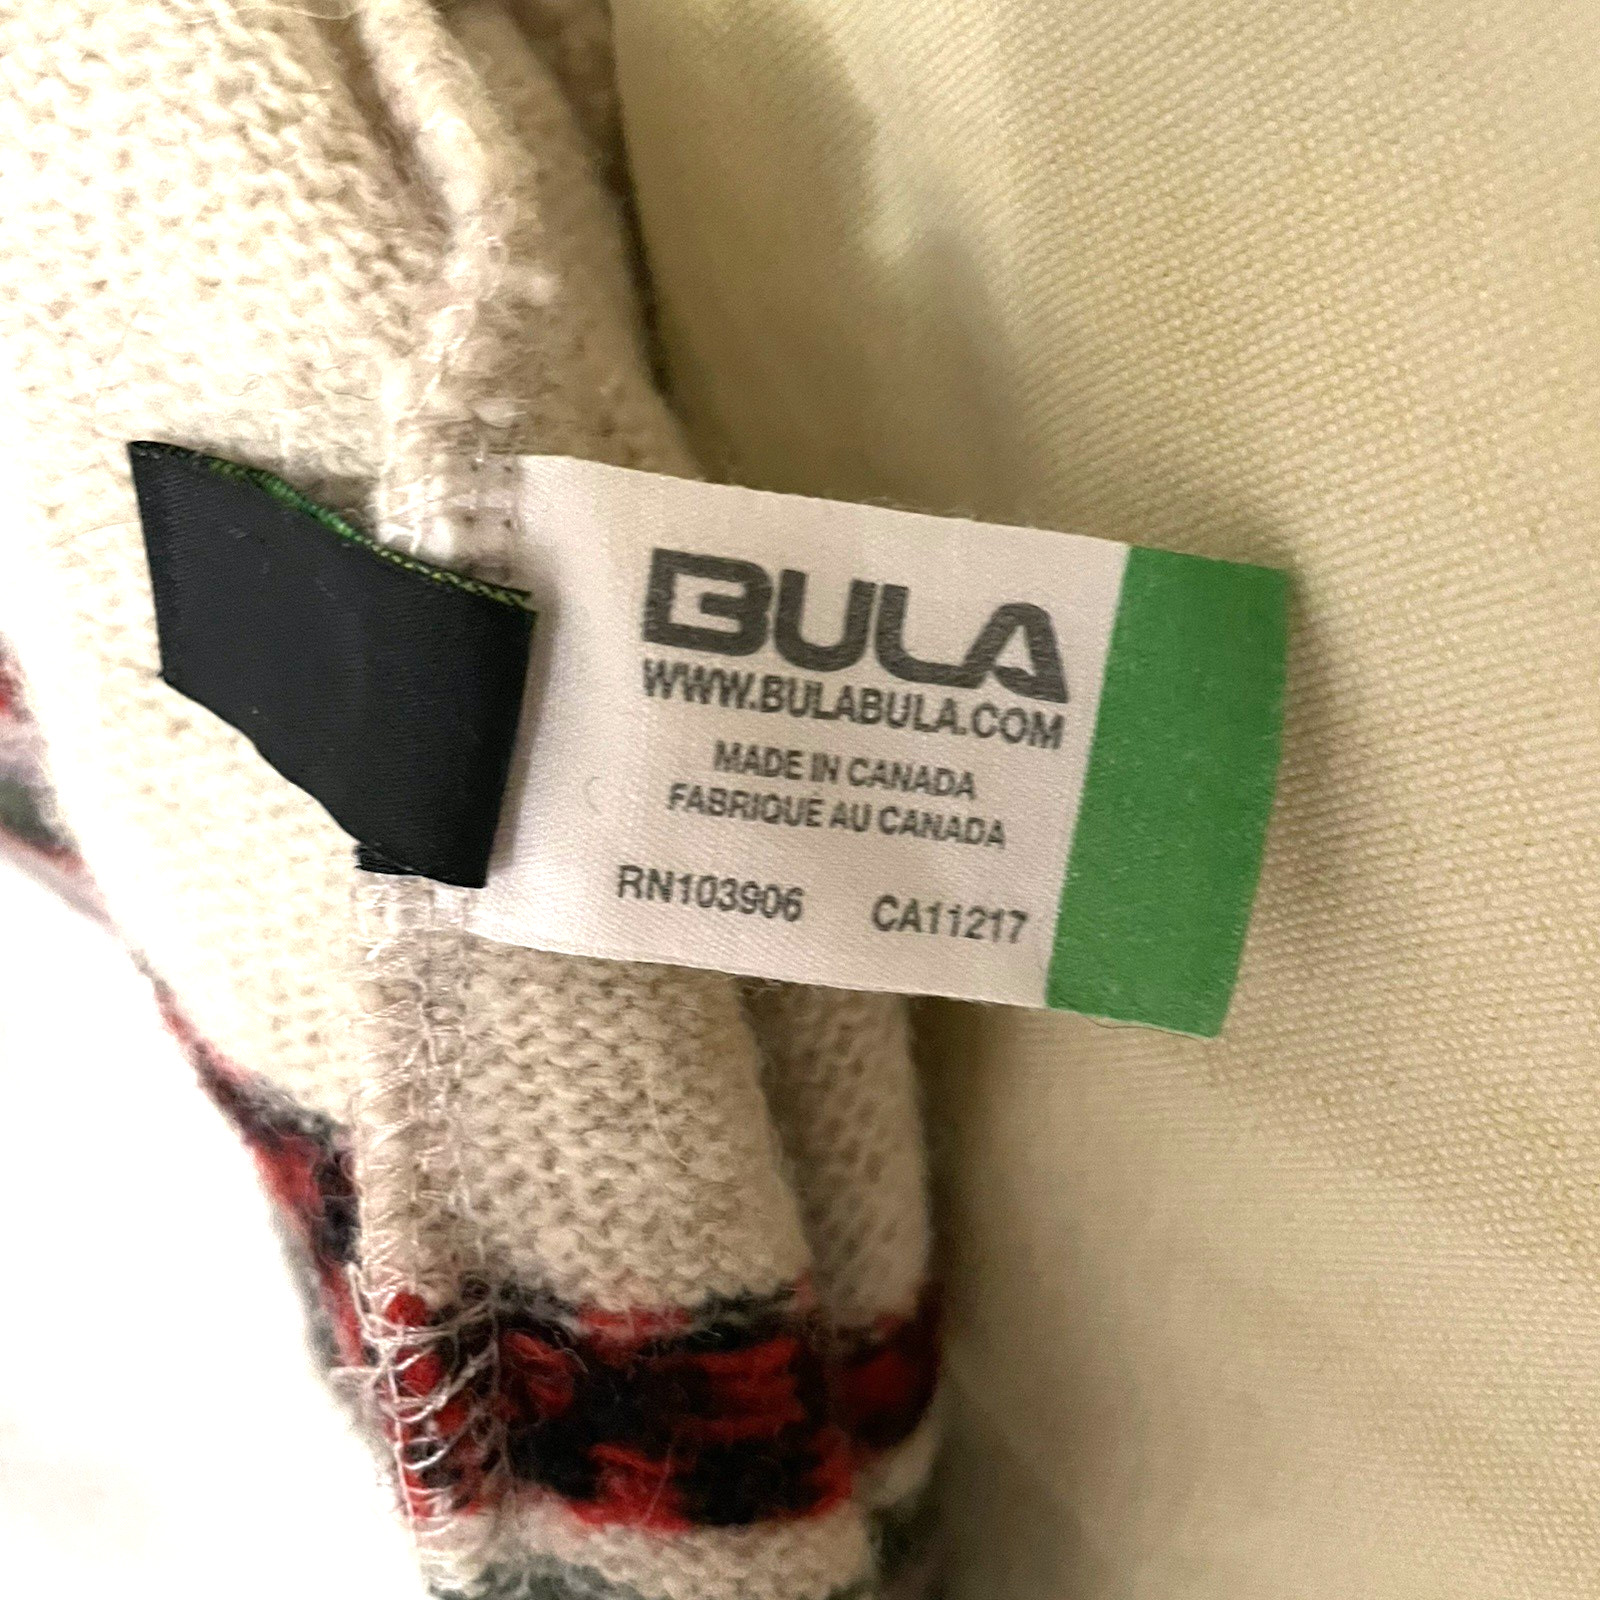 BULA
WWW.BULABULA.COM
MADE IN CANADA
FABRIQUÉ AU CANADA
RN103906 CA11217